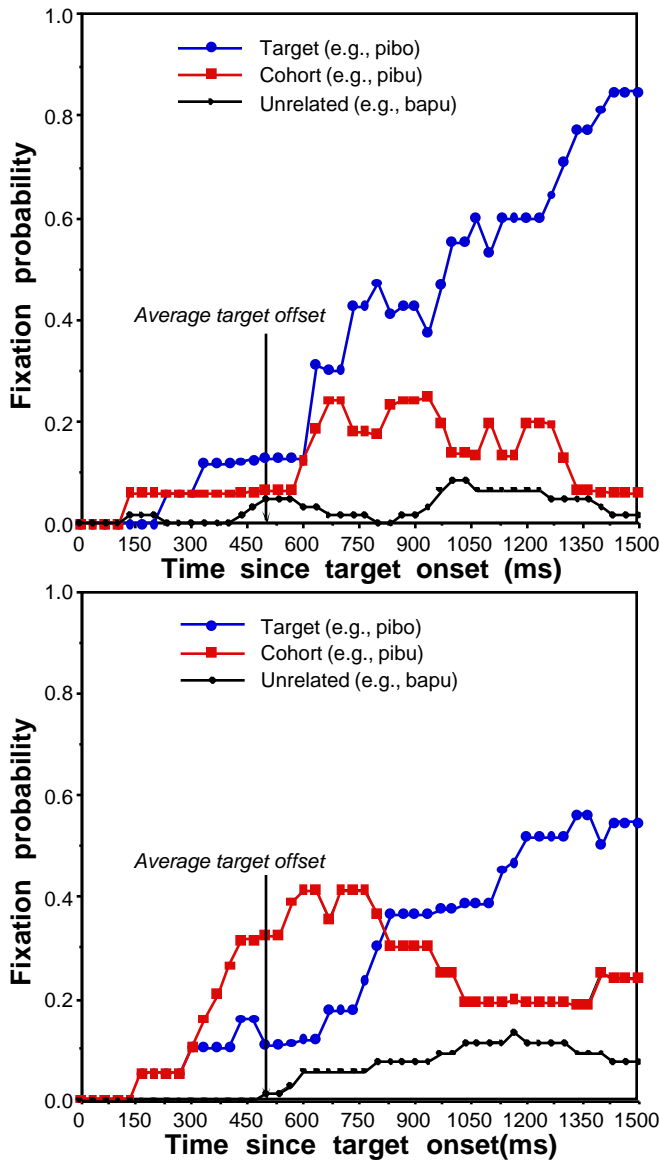 1.0
Target (e.g., pibo)
Cohort (e.g., pibu)
Unrelated (e.g., bapu)
0.8
0.6
Fixation probability
Average target offset
0.4
0.2
0.0
0 150 300 450 600 750 900 1050 1200 1350 1500
Time since target onset (ms)
1.0
Target (e.g., pibo)
Cohort (e.g., pibu)
Unrelated (e.g., bapu)
0.8
0.6
Fixation probability
Average target offset
0.4
0.2
0.0
0 150 300 450 600 750 900 1050 1200 1350 1500
Time since target onset(ms)